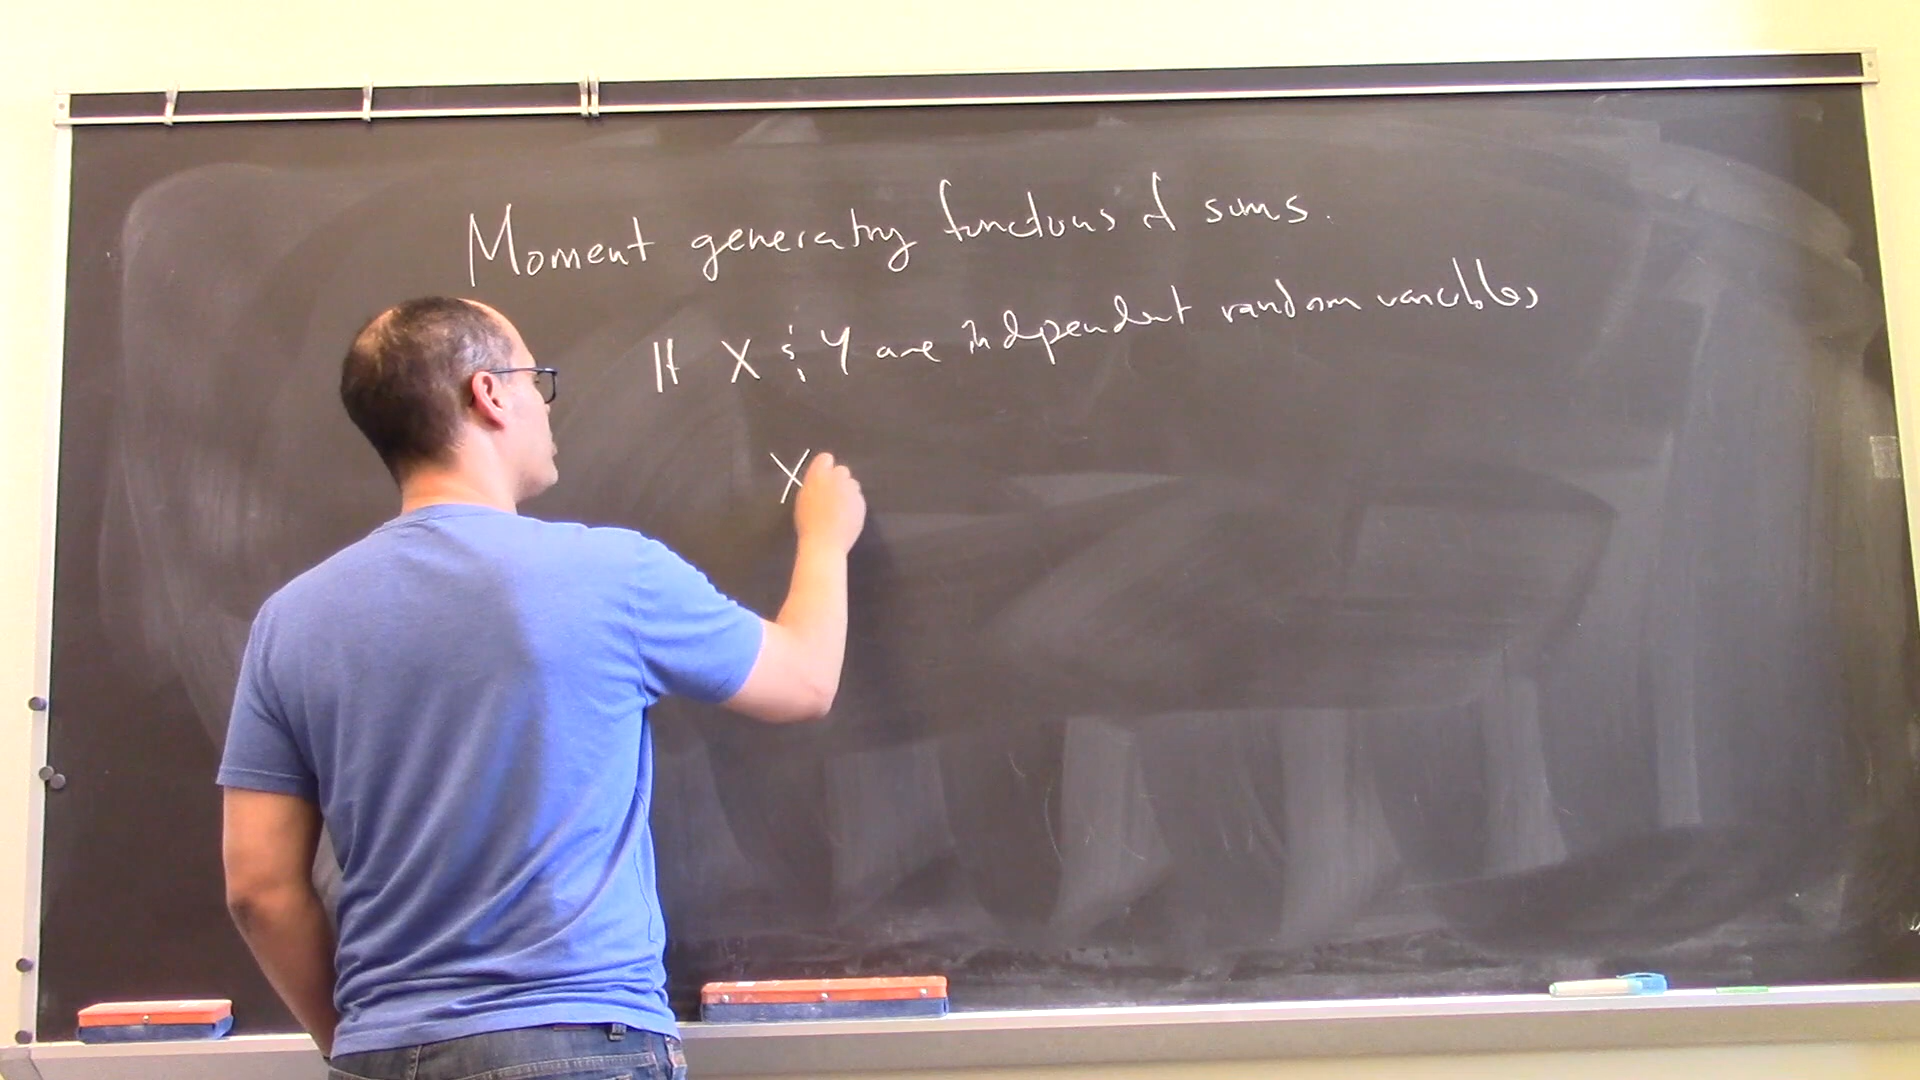 Moment generating functions of sums.
If X & Y are independent random variables
X